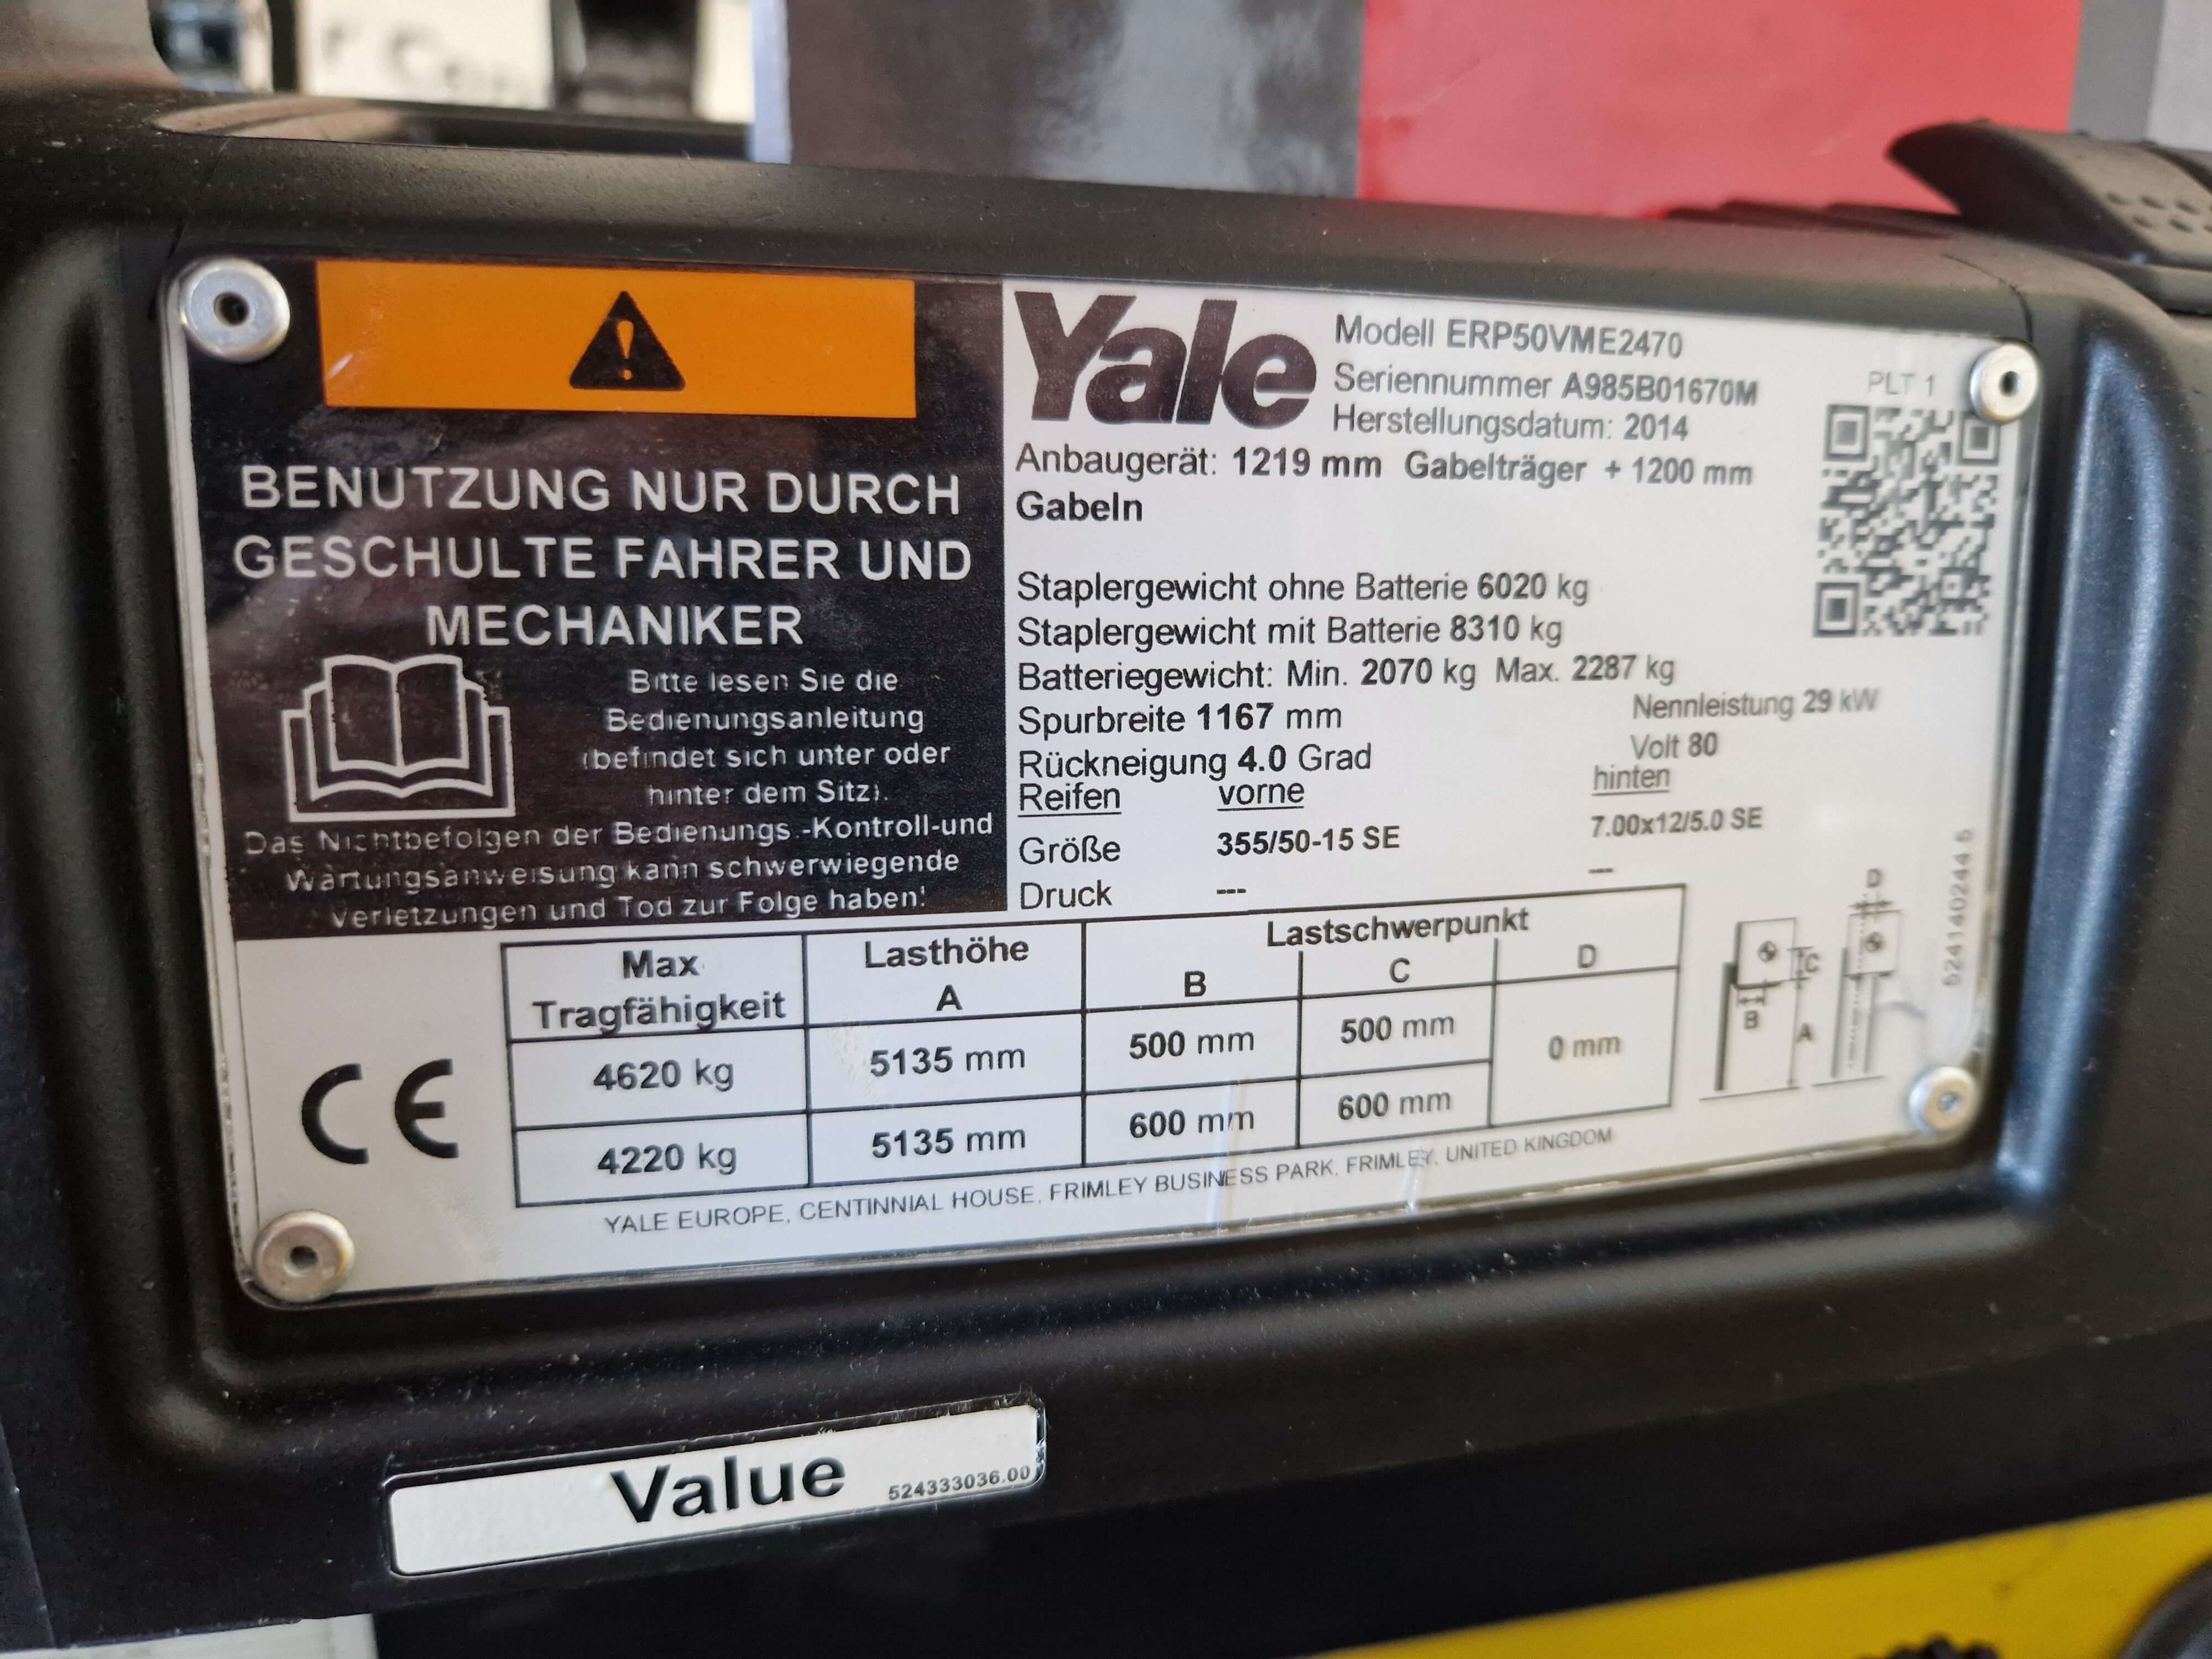 BENUTZUNG NUR DURCH
GESCHULTE FAHRER UND
MECHANIKER
Bitte lesen Sie die
Bedienungsanleitung
(befindet sich unter oder
hinter dem Sitz).
Das Nichtbefolgen der Bedienungs.-Kontroll-und
Wartungsanweisung kann schwerwiegende
Verletzungen und Tod zur Folge haben!
Yale
Modell ERP50VME2470
Seriennummer A985B01670M
Herstellungsdatum: 2014
PLT 1
Anbaugerät: 1219 mm Gabelträger + 1200 mm
Gabeln
Staplergewicht ohne Batterie 6020 kg
Staplergewicht mit Batterie 8310 kg
Batteriegewicht: Min. 2070 kg Max. 2287 kg
Spurbreite 1167 mm Nennleistung 29 kW
Rückneigung 4.0 Grad Volt 80
Reifen vorne hinten
Größe 355/50-15 SE 7.00x12/5.0 SE
Druck --- ---
Max Tragfähigkeit Lasthöhe A Lastschwerpunkt
B C D
4620 kg 5135 mm 500 mm 500 mm 0 mm
4220 kg 5135 mm 600 mm 600 mm
D
C
B
A
CE
YALE EUROPE, CENTINNIAL HOUSE, FRIMLEY BUSINESS PARK, FRIMLEY, UNITED KINGDOM
Value 524333036.00